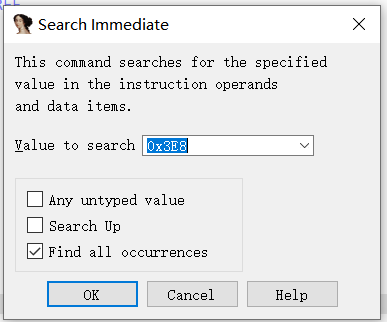 Search Immediate
This command searches for the specified
value in the instruction operands
and data items.
Value to search 0x3E8
Any untyped value
Search Up
Find all occurrences
OK Cancel Help